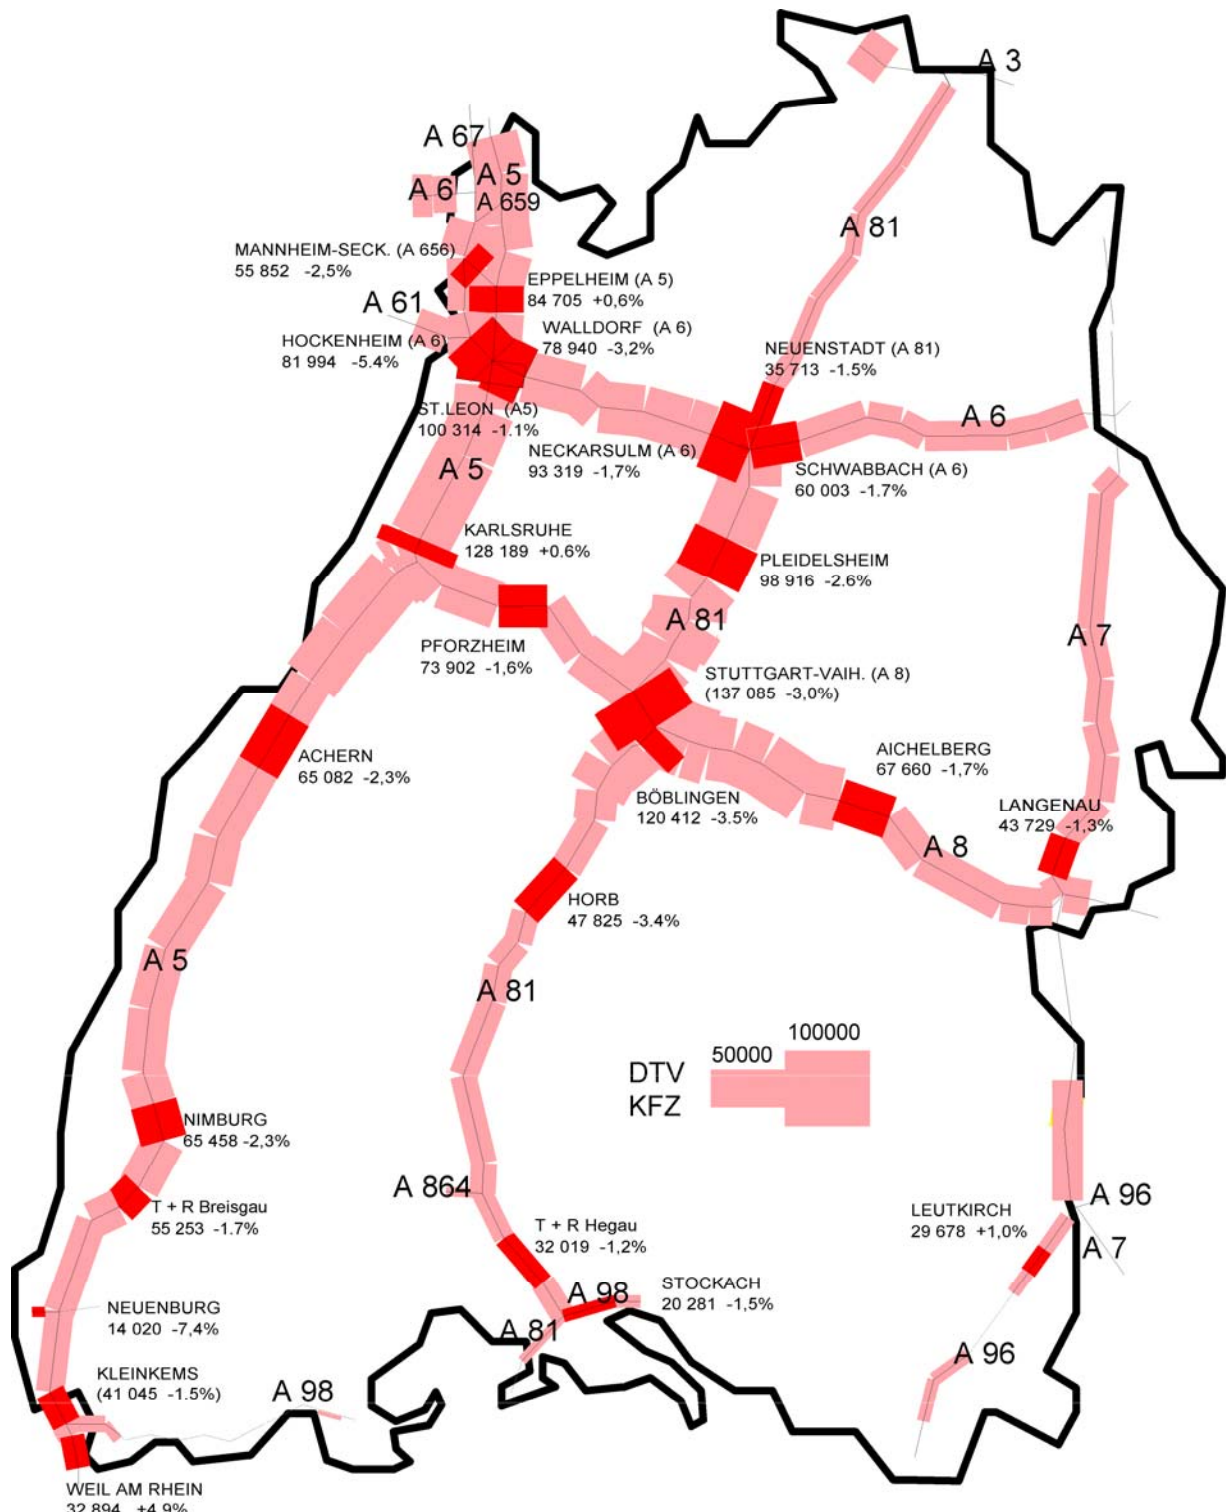 A 3
A 67
A 6
A 5
A 659
A 81
MANNHEIM-SECK. (A 656)
55 852 -2,5%
EPPELHEIM (A 5)
84 705 +0,6%
A 61
HOCKENHEIM (A 6)
81 994 -5.4%
WALLDORF (A 6)
78 940 -3,2%
NEUENSTADT (A 81)
35 713 -1.5%
ST.LEON (A5)
100 314 -1.1%
A 6
NECKARSULM (A 6)
93 319 -1,7%
A 5
SCHWABBACH (A 6)
60 003 -1.7%
KARLSRUHE
128 189 +0.6%
PLEIDELSHEIM
98 916 -2.6%
A 81
A 7
PFORZHEIM
73 902 -1,6%
STUTTGART-VAIH. (A 8)
(137 085 -3,0%)
ACHERN
65 082 -2,3%
AICHELBERG
67 660 -1,7%
BÖBLINGEN
120 412 -3.5%
LANGENAU
43 729 -1,3%
A 8
HORB
47 825 -3.4%
A 5
A 81
100000
50000
DTV
KFZ
NIMBURG
65 458 -2,3%
A 864
T + R Breisgau
55 253 -1.7%
A 96
LEUTKIRCH
29 678 +1,0%
T + R Hegau
32 019 -1,2%
A 7
STOCKACH
20 281 -1,5%
A 98
NEUENBURG
14 020 -7,4%
A 81
A 96
KLEINKEMS
(41 045 -1.5%)
A 98
WEIL AM RHEIN
32 894 +4,9%